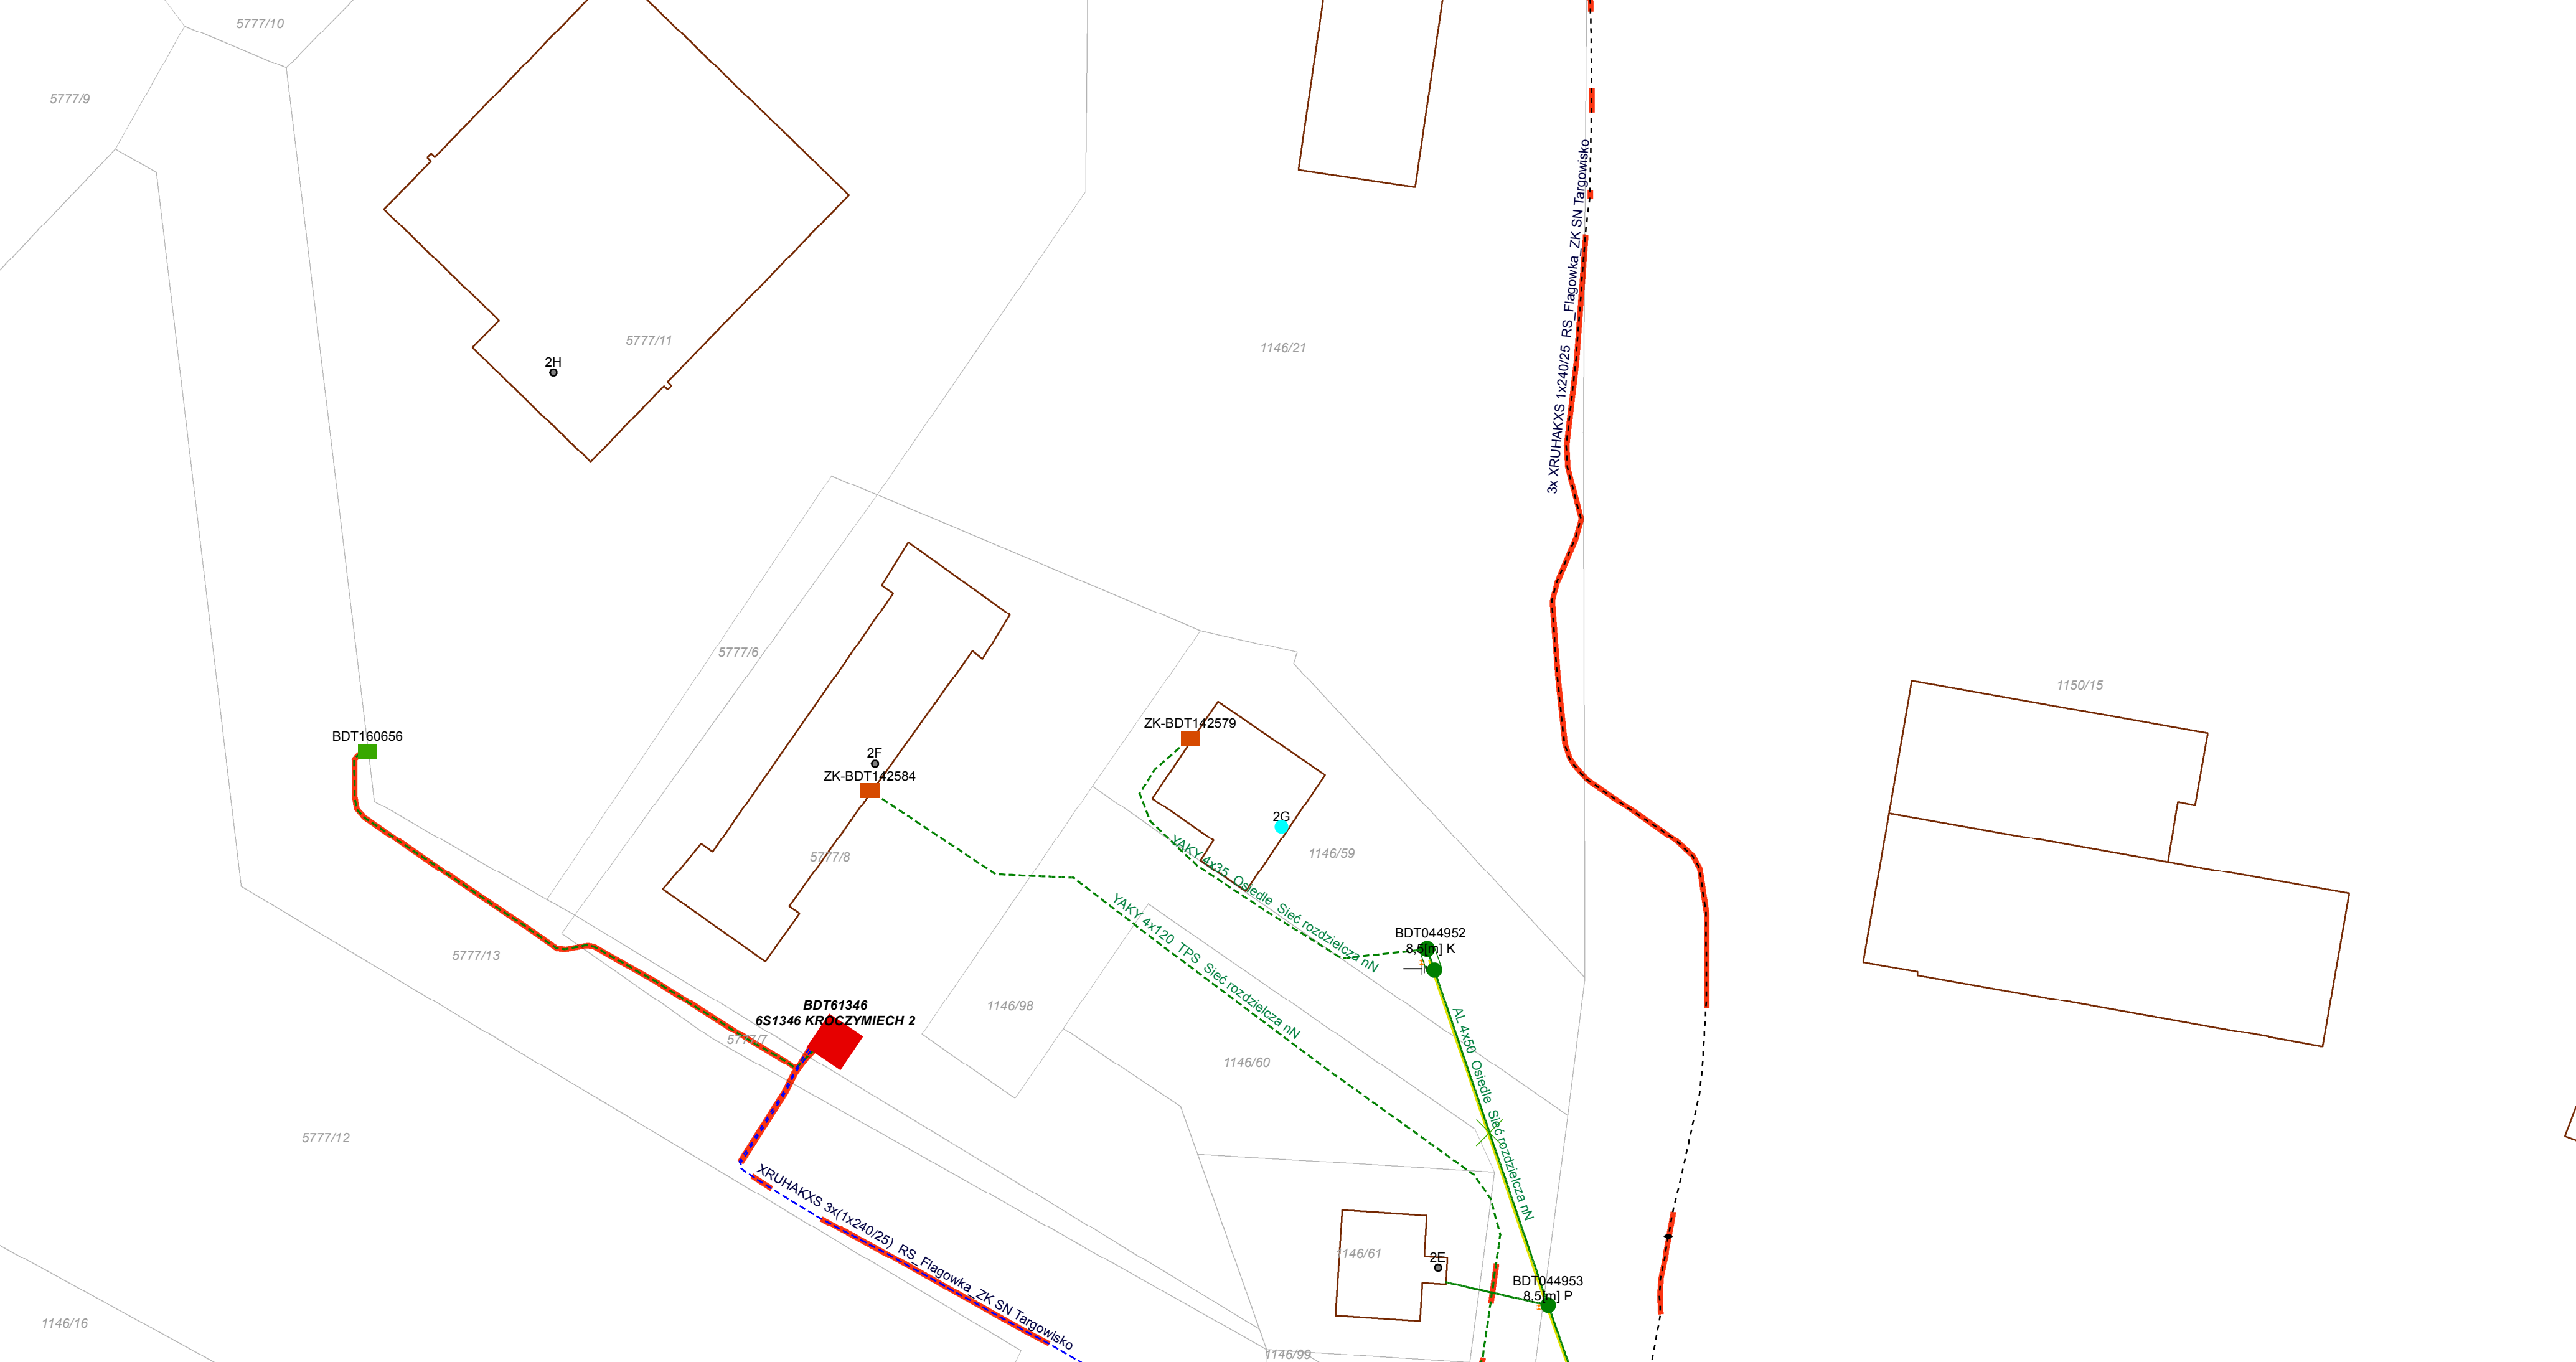 5777/10
5777/9
3x XRUHAKXS 1x240/25 RS_Flagowka_ZK SN Targowisko
5777/11
1146/21
2H
5777/6
1150/15
ZK-BDT142579
BDT160656
2F
ZK-BDT142584
2G
5777/8
1146/59
YAKY 4x35 Osiedle Sieć rozdzielcza nN
YAKY 4x120 TPS Sieć rozdzielcza nN
BDT044952
8,5[m] K
5777/13
BDT61346
6S1346 KROCZYMIECH 2
1146/98
5777/7
1146/60
AL 4x50 Osiedle Sieć rozdzielcza nN
5777/12
XRUHAKXS 3x(1x240/25) RS_Flagowka_ZK SN Targowisko
1146/61
2E
BDT044953
8,5[m] P
1146/16
1146/99